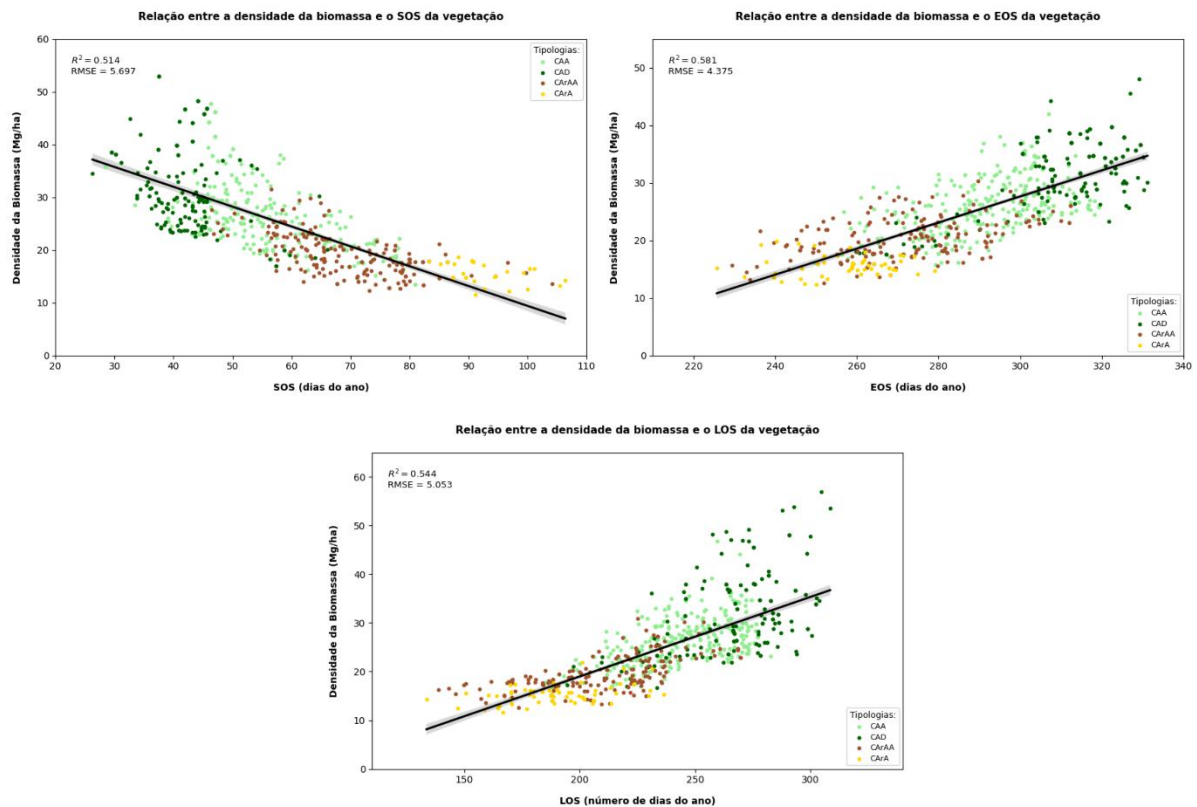 Relação entre a densidade da biomassa e o SOS da vegetação
R² = 0.514
RMSE = 5.697
Tipologias:
CAA
CAD
CArAA
CArA
Densidade da Biomassa (Mg/ha)
60
50
40
30
20
10
0
20 30 40 50 60 70 80 90 100 110
SOS (dias do ano)
Relação entre a densidade da biomassa e o EOS da vegetação
R² = 0.581
RMSE = 4.375
Densidade da Biomassa (Mg/ha)
50
40
30
20
10
0
Tipologias:
CAA
CAD
CArAA
CArA
220 240 260 280 300 320 340
EOS (dias do ano)
Relação entre a densidade da biomassa e o LOS da vegetação
R² = 0.544
RMSE = 5.053
Densidade da Biomassa (Mg/ha)
60
50
40
30
20
10
0
Tipologias:
CAA
CAD
CArAA
CArA
150 200 250 300
LOS (número de dias do ano)